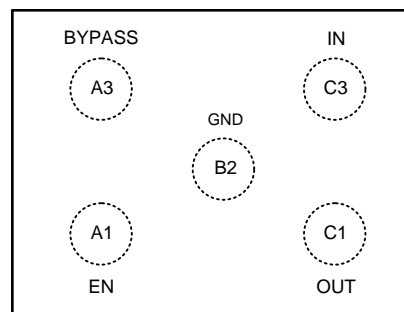 BYPASS IN
A3 C3
GND
B2
A1 C1
EN OUT